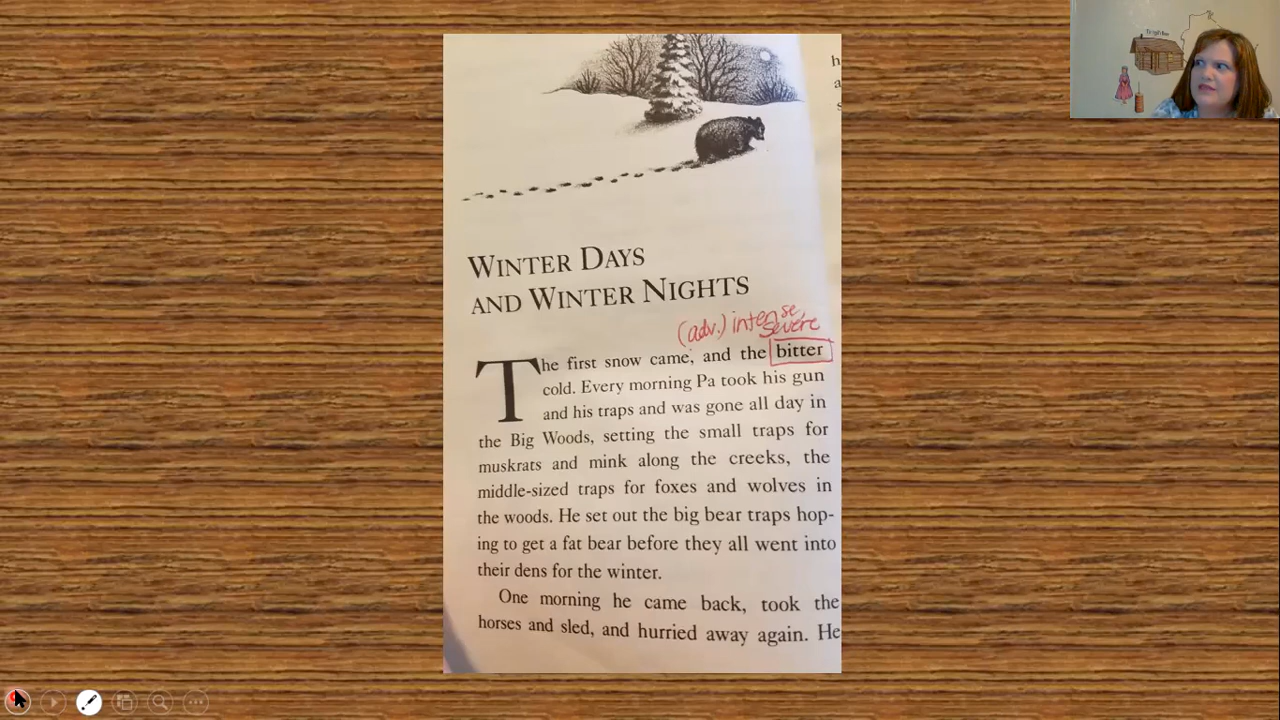 WINTER DAYS
AND WINTER NIGHTS
(adv.) intense,
severe
The first snow came, and the bitter
cold. Every morning Pa took his gun
and his traps and was gone all day in
the Big Woods, setting the small traps for
muskrats and mink along the creeks, the
middle-sized traps for foxes and wolves in
the woods. He set out the big bear traps hop-
ing to get a fat bear before they all went into
their dens for the winter.
One morning he came back, took the
horses and sled, and hurried away again. He